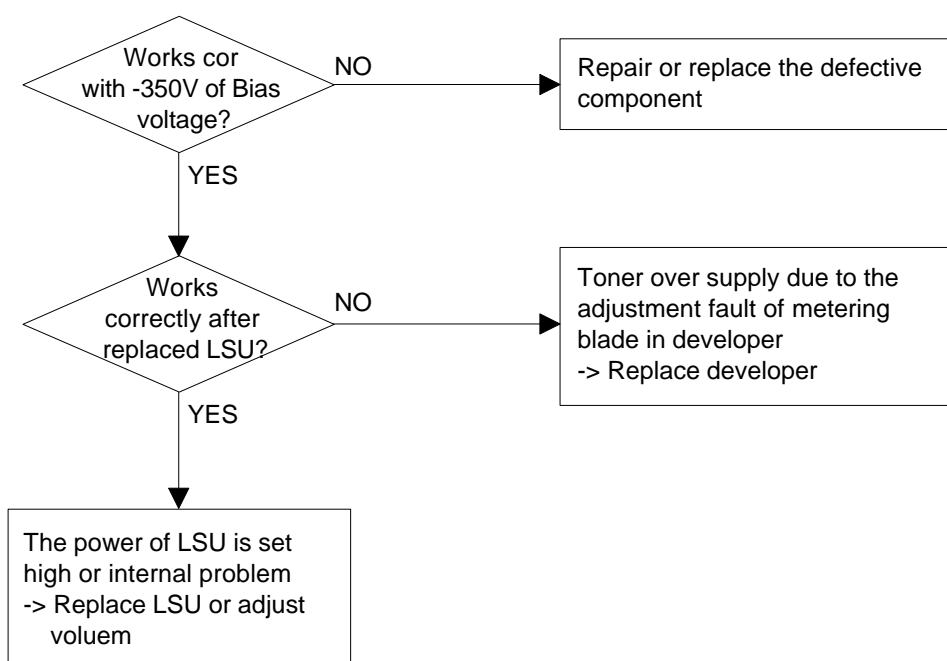 Works cor
with -350V of Bias
voltage?
NO
Repair or replace the defective
component
YES
Works
correctly after
replaced LSU?
NO
Toner over supply due to the
adjustment fault of metering
blade in developer
-> Replace developer
YES
The power of LSU is set
high or internal problem
-> Replace LSU or adjust
voluem